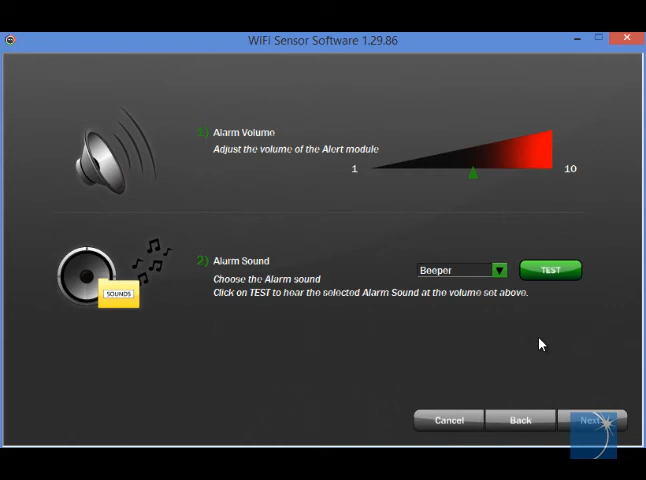 WiFi Sensor Software 1.29.86
1) Alarm Volume
Adjust the volume of the Alert module
1
10
2) Alarm Sound
Beeper
TEST
Choose the Alarm sound
SOUNDS
Click on TEST to hear the selected Alarm Sound at the volume set above.
Cancel
Back
Next